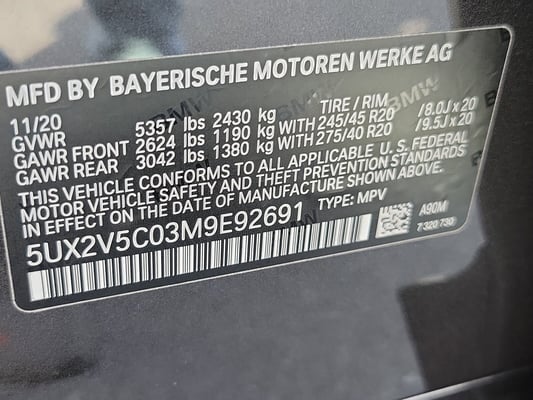 MFD BY BAYERISCHE MOTOREN WERKE AG
11/20 TIRE / RIM
GVWR 5357 lbs 2430 kg
GAWR FRONT 2624 lbs 1190 kg WITH 245/45 R20 / 8.0J x 20
GAWR REAR 3042 lbs 1380 kg WITH 275/40 R20 / 9.5J x 20
THIS VEHICLE CONFORMS TO ALL APPLICABLE U. S. FEDERAL
MOTOR VEHICLE SAFETY AND THEFT PREVENTION STANDARDS
IN EFFECT ON THE DATE OF MANUFACTURE SHOWN ABOVE.
5UX2V5C03M9E92691 TYPE: MPV A90M
7 320 730